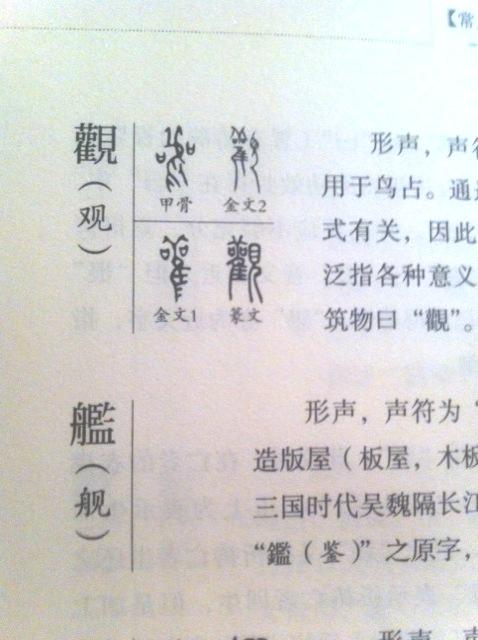 【常
觀（观）
甲骨 金文2
金文1 篆文
形声，声符
用于鸟占。通过
式有关，因此
泛指各种意义
筑物曰“觀”。
艦（舰）
形声，声符为“
造版屋（板屋，木板
三国时代吴魏隔长江
“鑑（鉴）”之原字，
形声，声